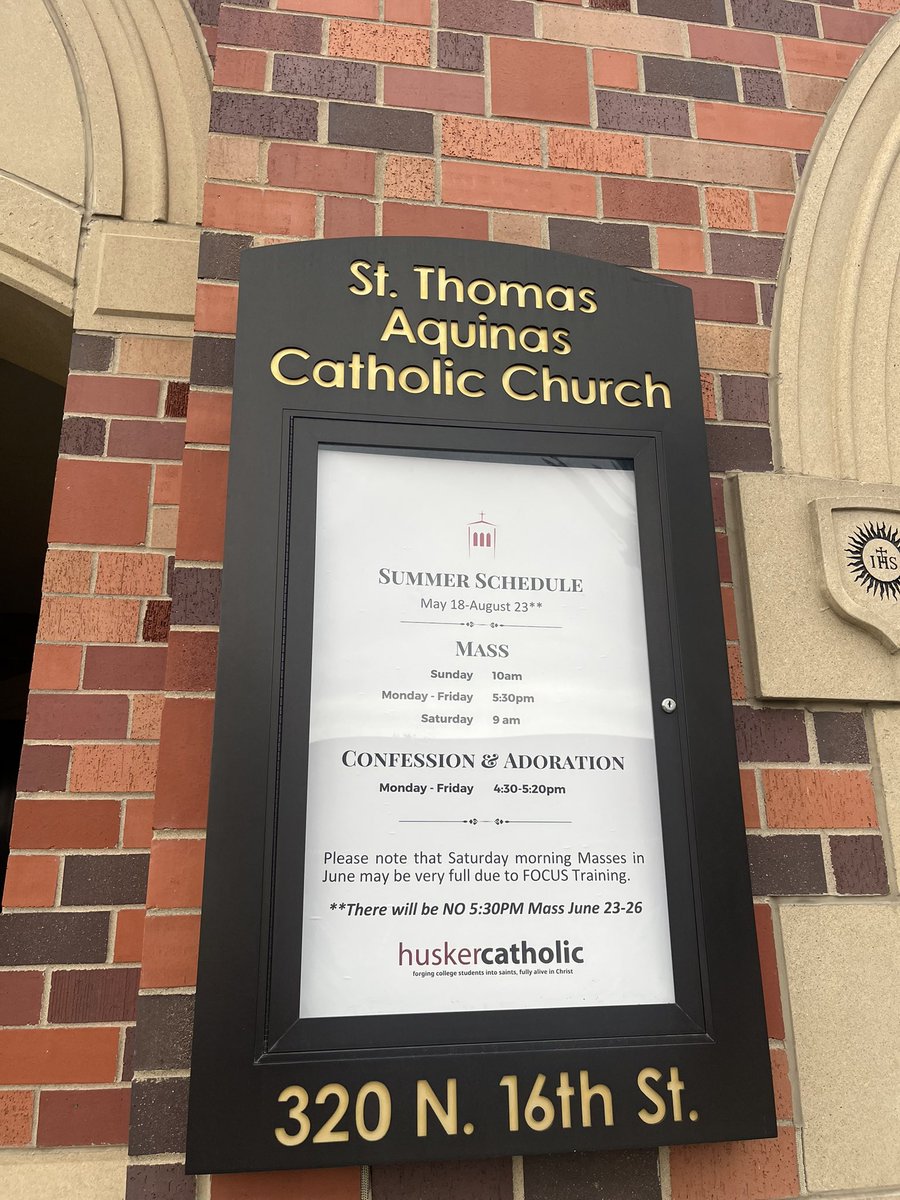 St. Thomas
Aquinas
Catholic Church
SUMMER SCHEDULE
May 18-August 23**
MASS
Sunday 10am
Monday - Friday 5:30pm
Saturday 9 am
CONFESSION & ADORATION
Monday - Friday 4:30-5:20pm
Please note that Saturday morning Masses in
June may be very full due to FOCUS Training.
**There will be NO 5:30PM Mass June 23-26
huskercatholic
forging college students into saints, fully alive in Christ
320 N. 16th St.
IHS